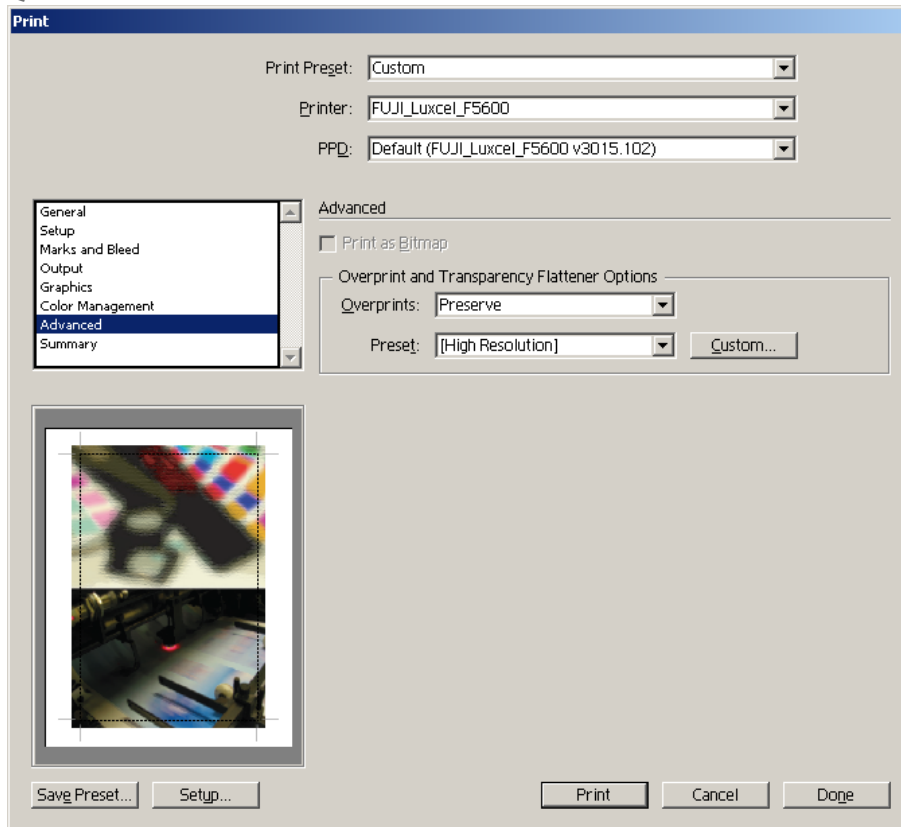 Print
Print Preset: Custom
Printer: FUJI_Luxcel_F5600
PPD: Default (FUJI_Luxcel_F5600 v3015.102)
General
Setup
Marks and Bleed
Output
Graphics
Color Management
Advanced
Summary
Advanced
Print as Bitmap
Overprint and Transparency Flattener Options
Overprints: Preserve
Preset: [High Resolution] Custom...
Save Preset... Setup... Print Cancel Done